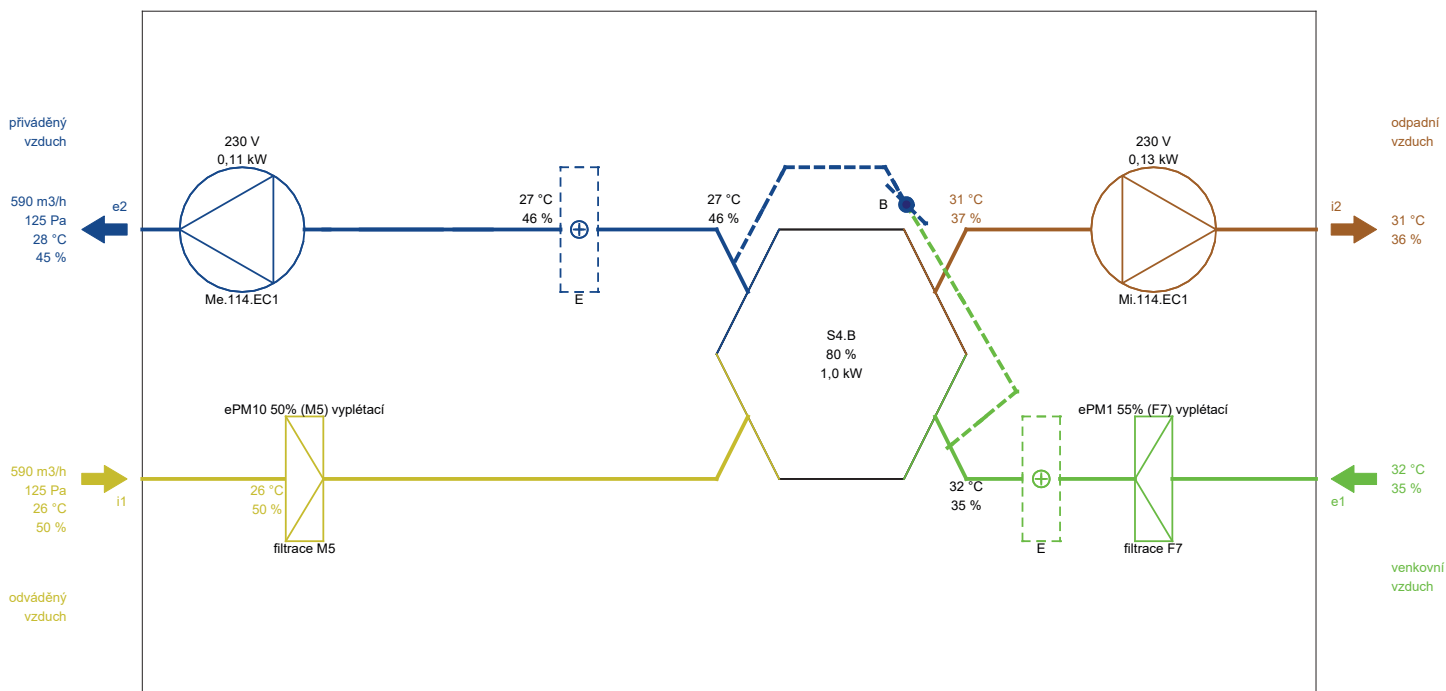 přiváděný
vzduch
590 m3/h
125 Pa
28 °C
45 %
e2
230 V
0,11 kW
Me.114.EC1
27 °C
46 %
E
27 °C
46 %
B
31 °C
37 %
230 V
0,13 kW
Mi.114.EC1
odpadní
vzduch
i2
31 °C
36 %
S4.B
80 %
1,0 kW
590 m3/h
125 Pa
26 °C
50 %
i1
ePM10 50% (M5) vyplétací
26 °C
50 %
filtrace M5
odváděný
vzduch
32 °C
35 %
E
ePM1 55% (F7) vyplétací
filtrace F7
32 °C
35 %
e1
venkovní
vzduch